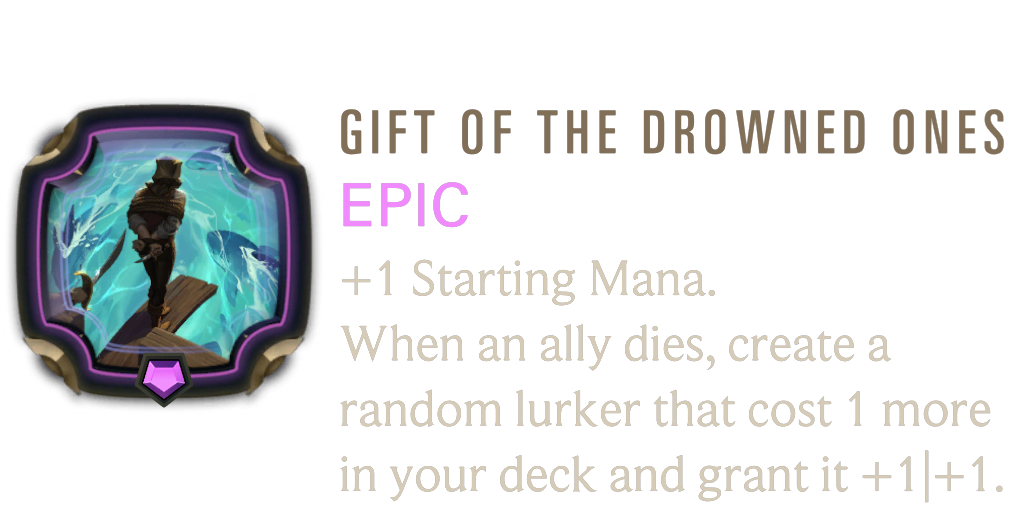 GIFT OF THE DROWNED ONES
EPIC
+1 Starting Mana.
When an ally dies, create a
random lurker that cost 1 more
in your deck and grant it +1|+1.